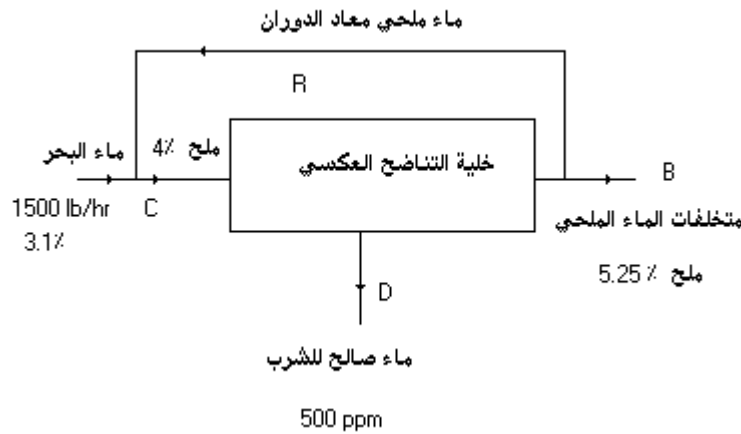 ماء ملحي معاد الدوران
R
ماء البحر
ملح 4٪
خلية التناضح العكسي
B
1500 lb/hr
C
متخلفات الماء الملحي
3.1٪
ملح 5.25 ٪
D
ماء صالح للشرب
500 ppm